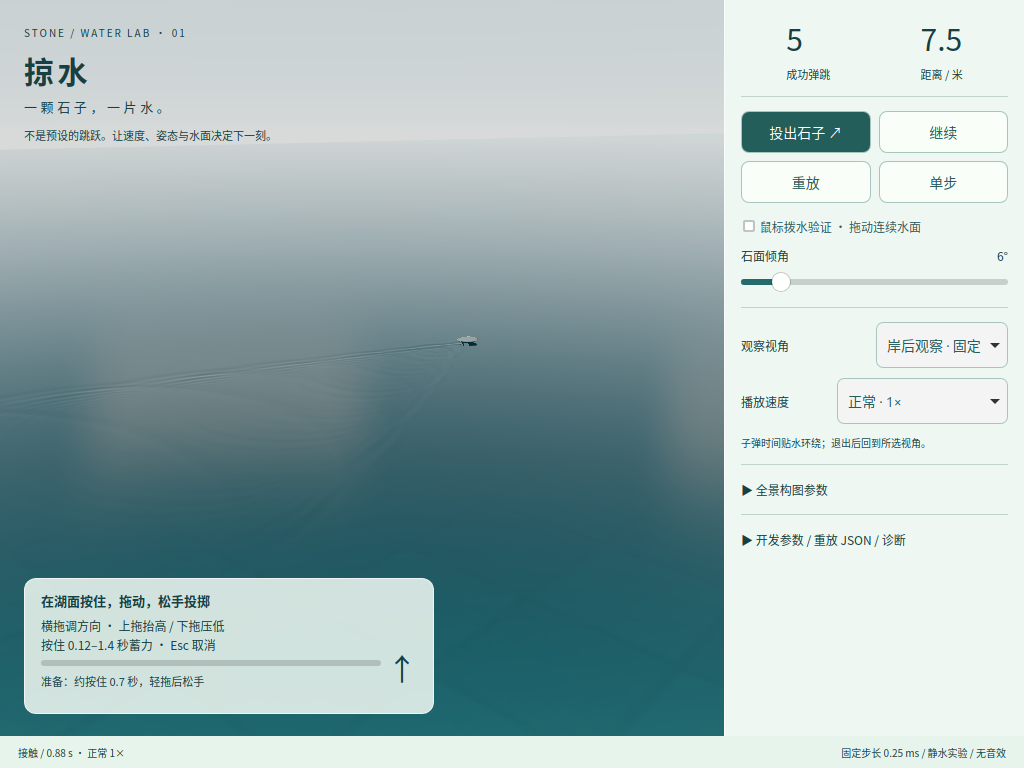 STONE / WATER LAB · 01
掠水
一颗石子，一片水。
不是预设的跳跃。让速度、姿态与水面决定下一刻。
5
成功弹跳
7.5
距离 / 米
投出石子 ↗
继续
重放
单步
鼠标拨水验证 · 拖动连续水面
石面倾角
6°
观察视角
岸后观察 · 固定
播放速度
正常 · 1×
子弹时间贴水环绕；退出后回到所选视角。
▶ 全景构图参数
▶ 开发参数 / 重放 JSON / 诊断
在湖面按住，拖动，松手投掷
横拖调方向 · 上拖抬高 / 下拖压低
按住 0.12–1.4 秒蓄力 · Esc 取消
↑
准备：约按住 0.7 秒，轻拖后松手
接触 / 0.88 s · 正常 1×
固定步长 0.25 ms / 静水实验 / 无音效